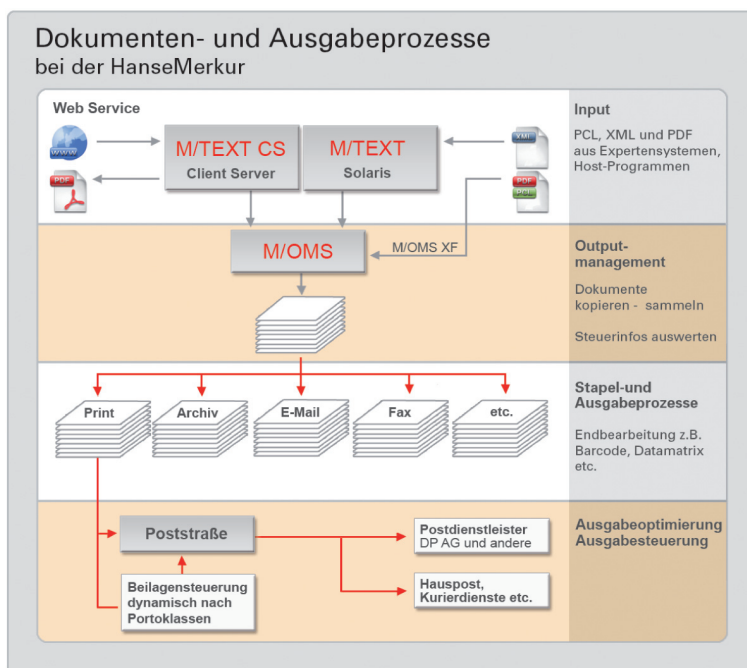 Dokumenten- und Ausgabeprozesse
bei der HanseMerkur
Web Service
WWW
PDF
M/TEXT CS
Client Server
M/TEXT
Solaris
XML
PDF
PCL
Input
PCL, XML und PDF
aus Expertensystemen,
Host-Programmen
M/OMS
M/OMS XF
Output-
management
Dokumente
kopieren - sammeln
Steuerinfos auswerten
Print
Archiv
E-Mail
Fax
etc.
Stapel-und
Ausgabeprozesse
Endbearbeitung z.B.
Barcode, Datamatrix
etc.
Poststraße
Beilagensteuerung
dynamisch nach
Portoklassen
Postdienstleister
DP AG und andere
Hauspost,
Kurierdienste etc.
Ausgabeoptimierung
Ausgabesteuerung